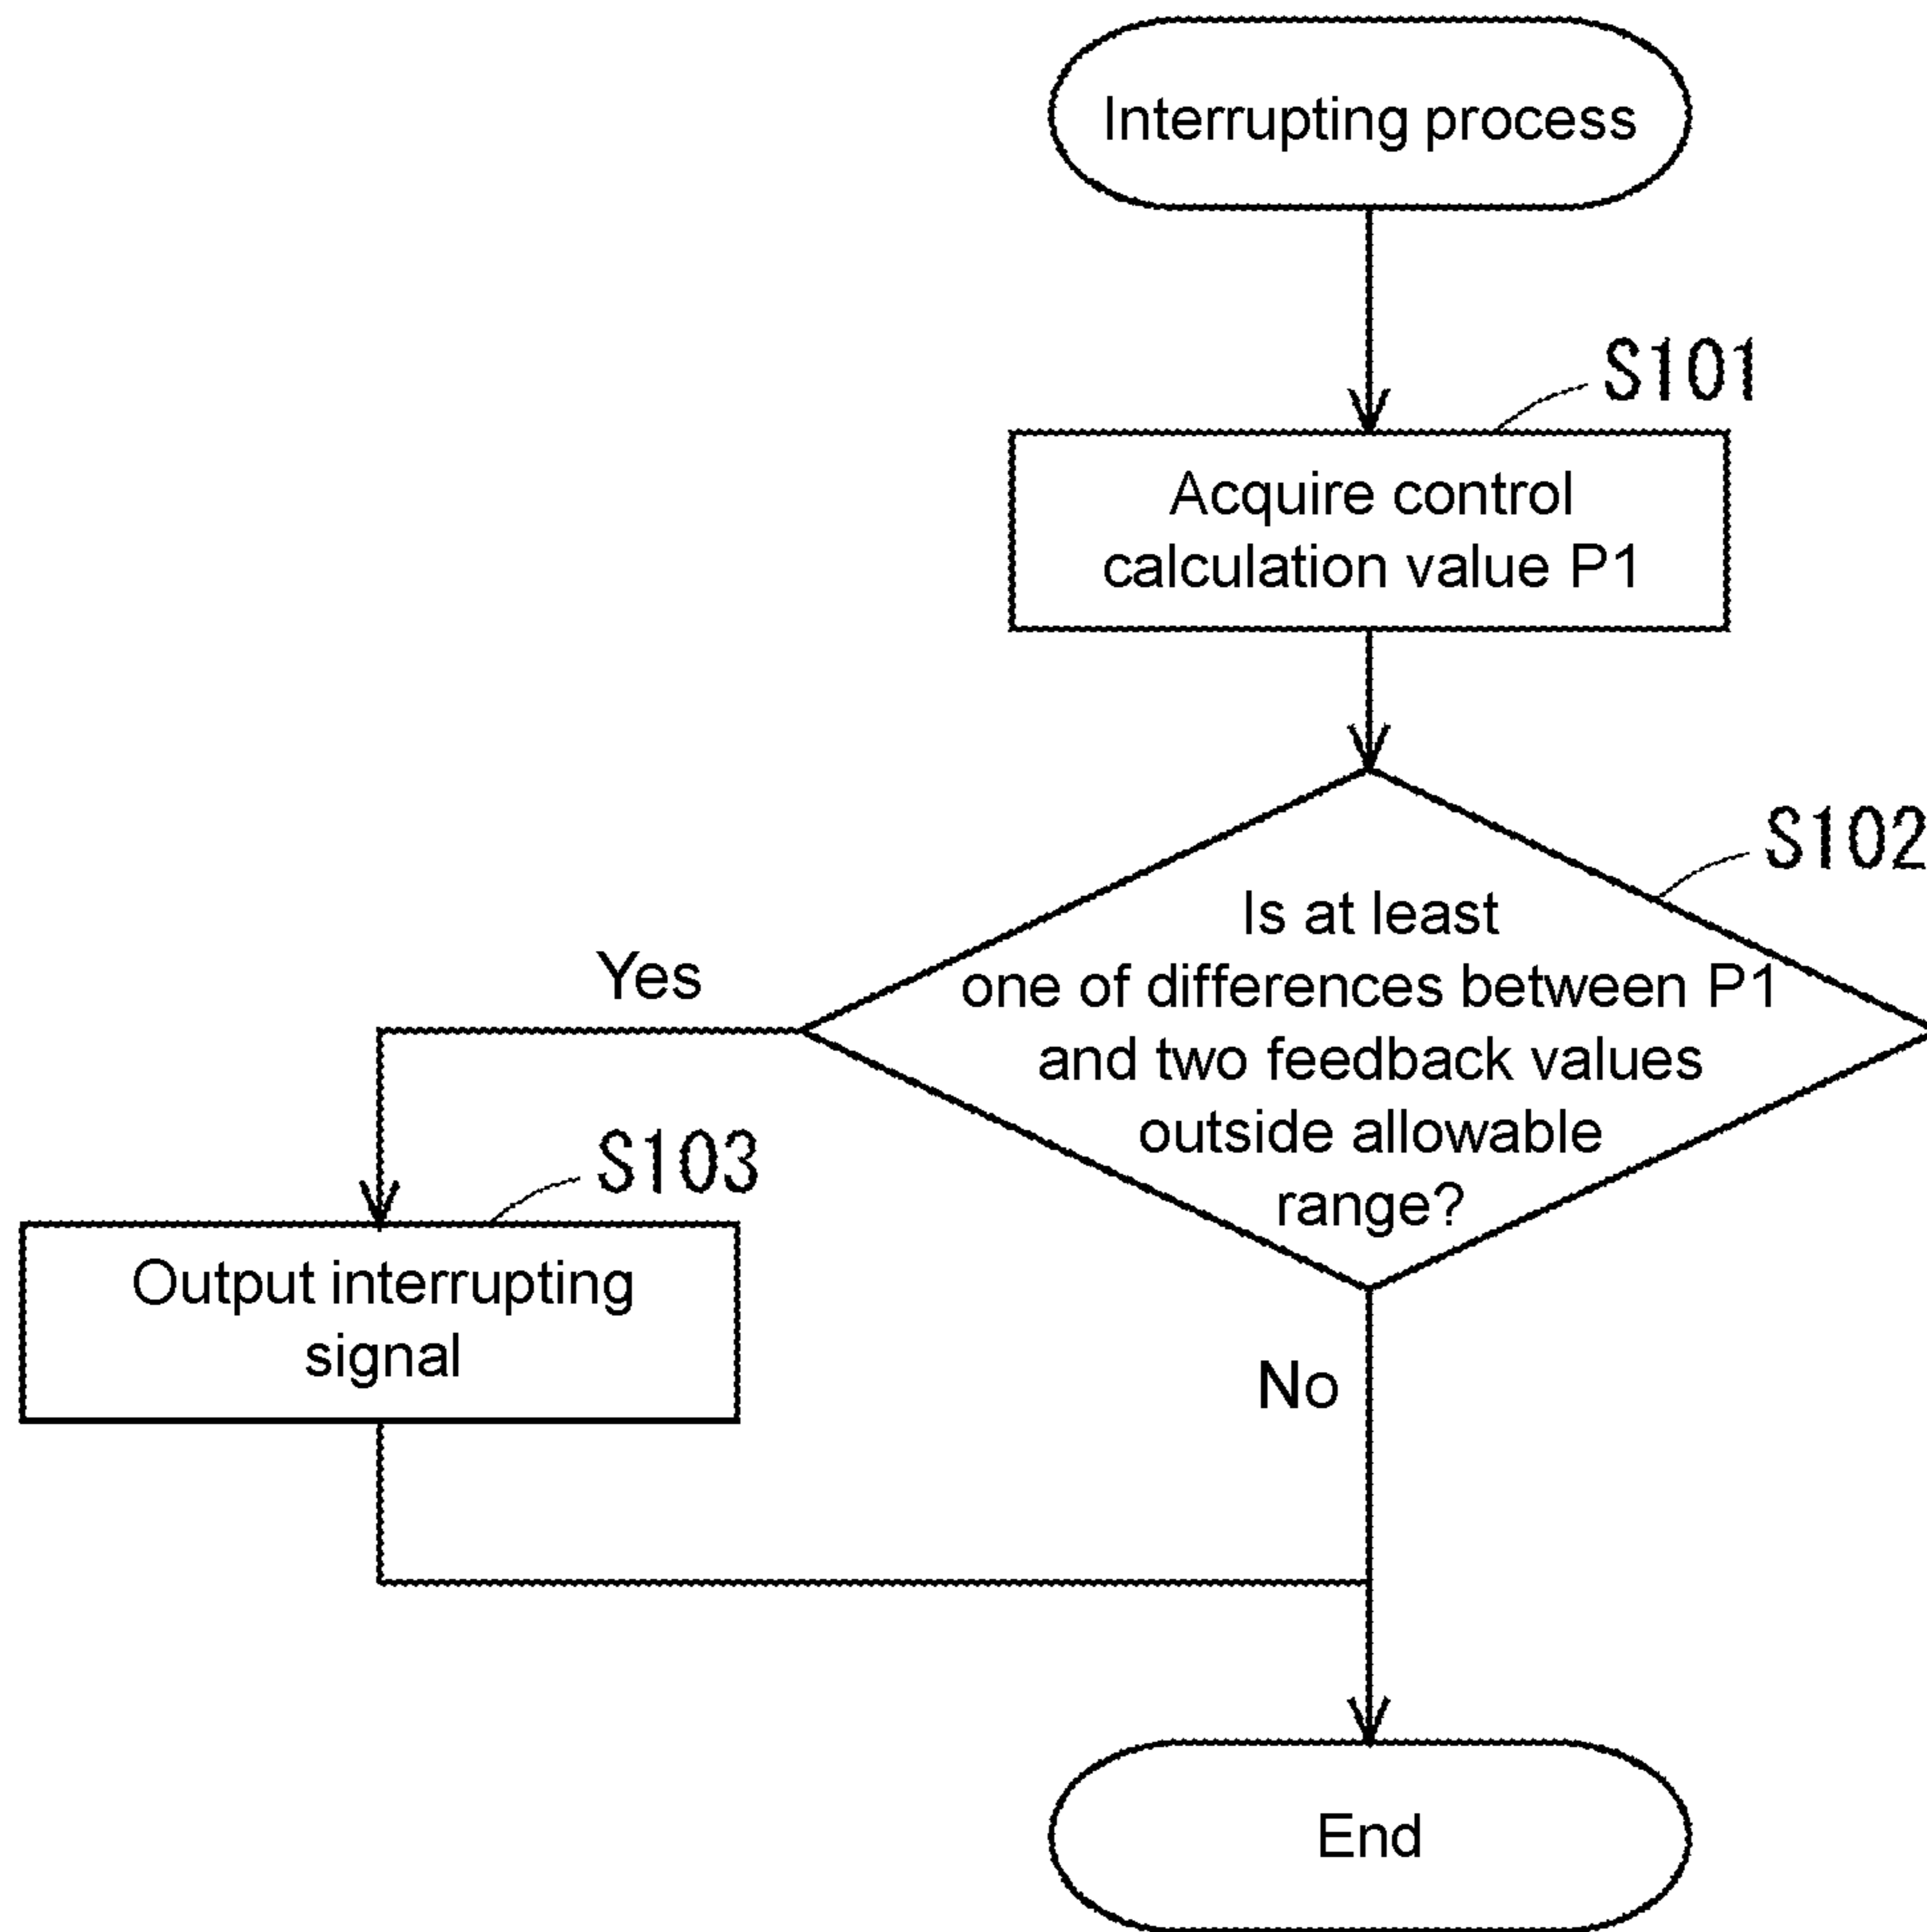 Interrupting process
S101
Acquire control
calculation value P1
S102
Is at least
one of differences between P1
and two feedback values
outside allowable
range?
Yes
S103
Output interrupting
signal
No
End